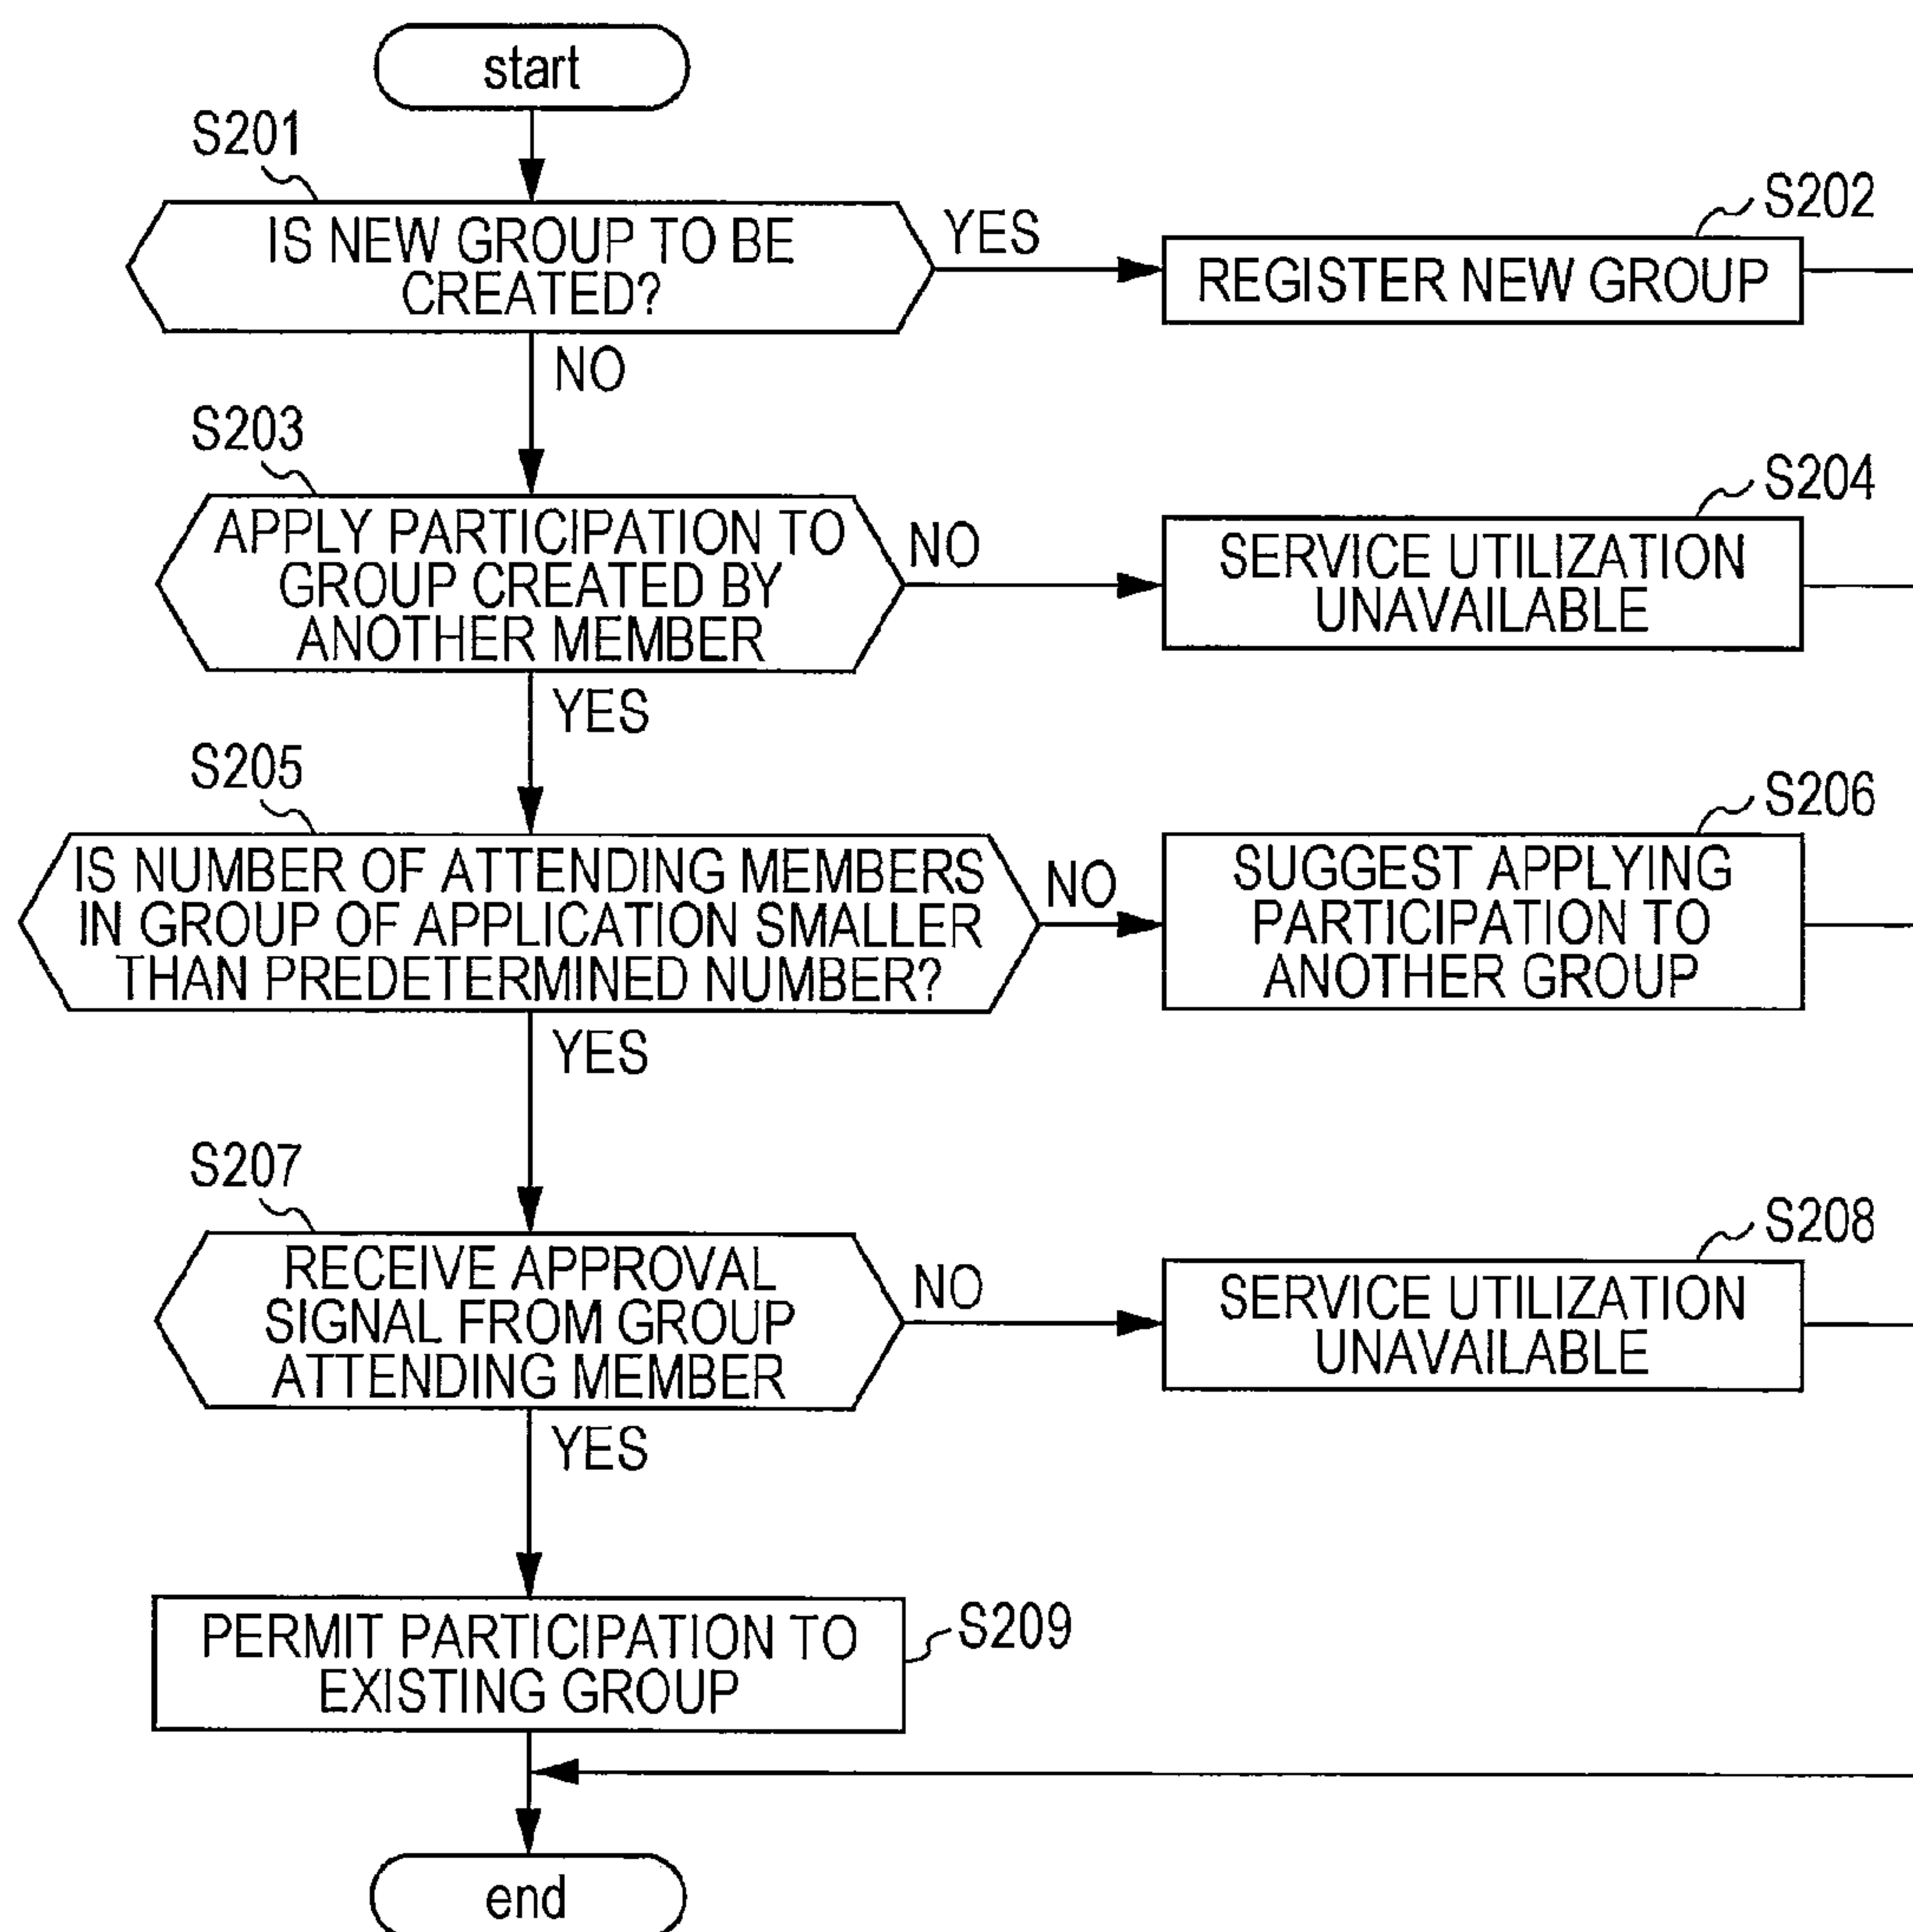 start
S201
IS NEW GROUP TO BE
CREATED?
YES
S202
REGISTER NEW GROUP
NO
S203
APPLY PARTICIPATION TO
GROUP CREATED BY
ANOTHER MEMBER
NO
S204
SERVICE UTILIZATION
UNAVAILABLE
YES
S205
IS NUMBER OF ATTENDING MEMBERS
IN GROUP OF APPLICATION SMALLER
THAN PREDETERMINED NUMBER?
NO
S206
SUGGEST APPLYING
PARTICIPATION TO
ANOTHER GROUP
YES
S207
RECEIVE APPROVAL
SIGNAL FROM GROUP
ATTENDING MEMBER
NO
S208
SERVICE UTILIZATION
UNAVAILABLE
YES
PERMIT PARTICIPATION TO
EXISTING GROUP
S209
end